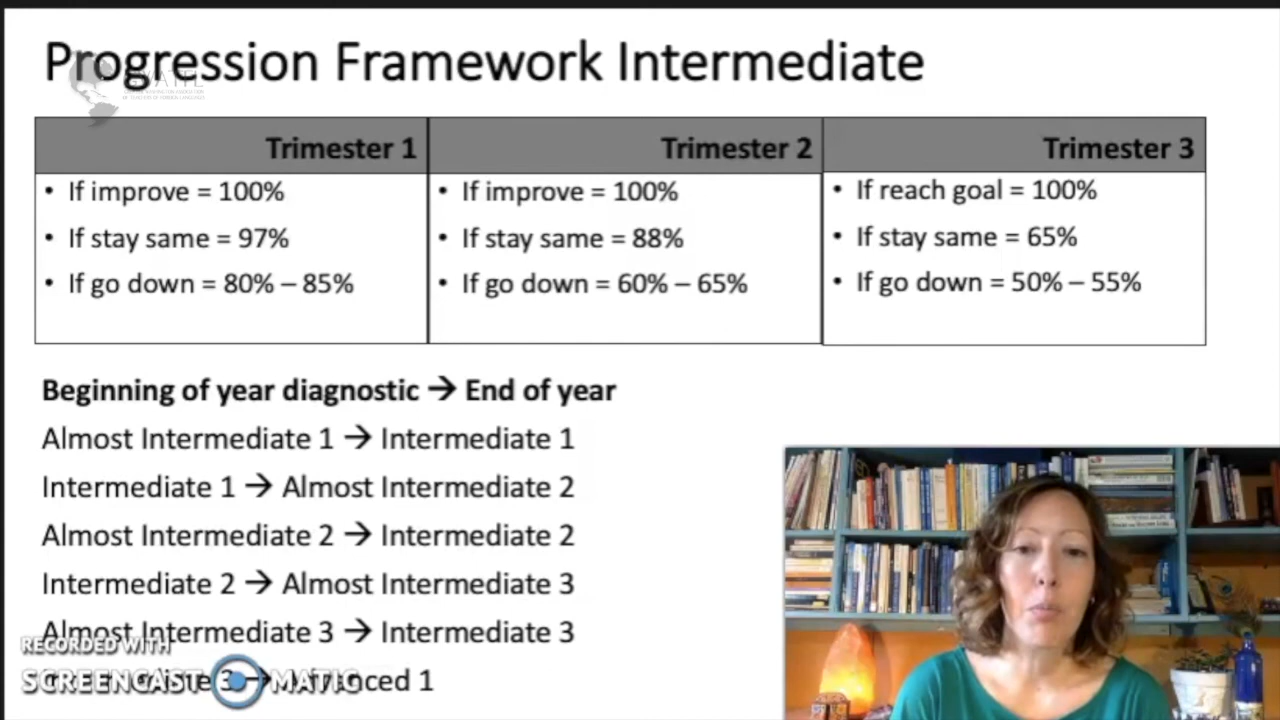 Progression Framework Intermediate
Trimester 1
• If improve = 100%
• If stay same = 97%
• If go down = 80% – 85%
Trimester 2
• If improve = 100%
• If stay same = 88%
• If go down = 60% – 65%
Trimester 3
• If reach goal = 100%
• If stay same = 65%
• If go down = 50% – 55%
Beginning of year diagnostic → End of year
Almost Intermediate 1 → Intermediate 1
Intermediate 1 → Almost Intermediate 2
Almost Intermediate 2 → Intermediate 2
Intermediate 2 → Almost Intermediate 3
Almost Intermediate 3 → Intermediate 3
3 → Advanced 1
RECORDED WITH
SCREENCAST MATIC